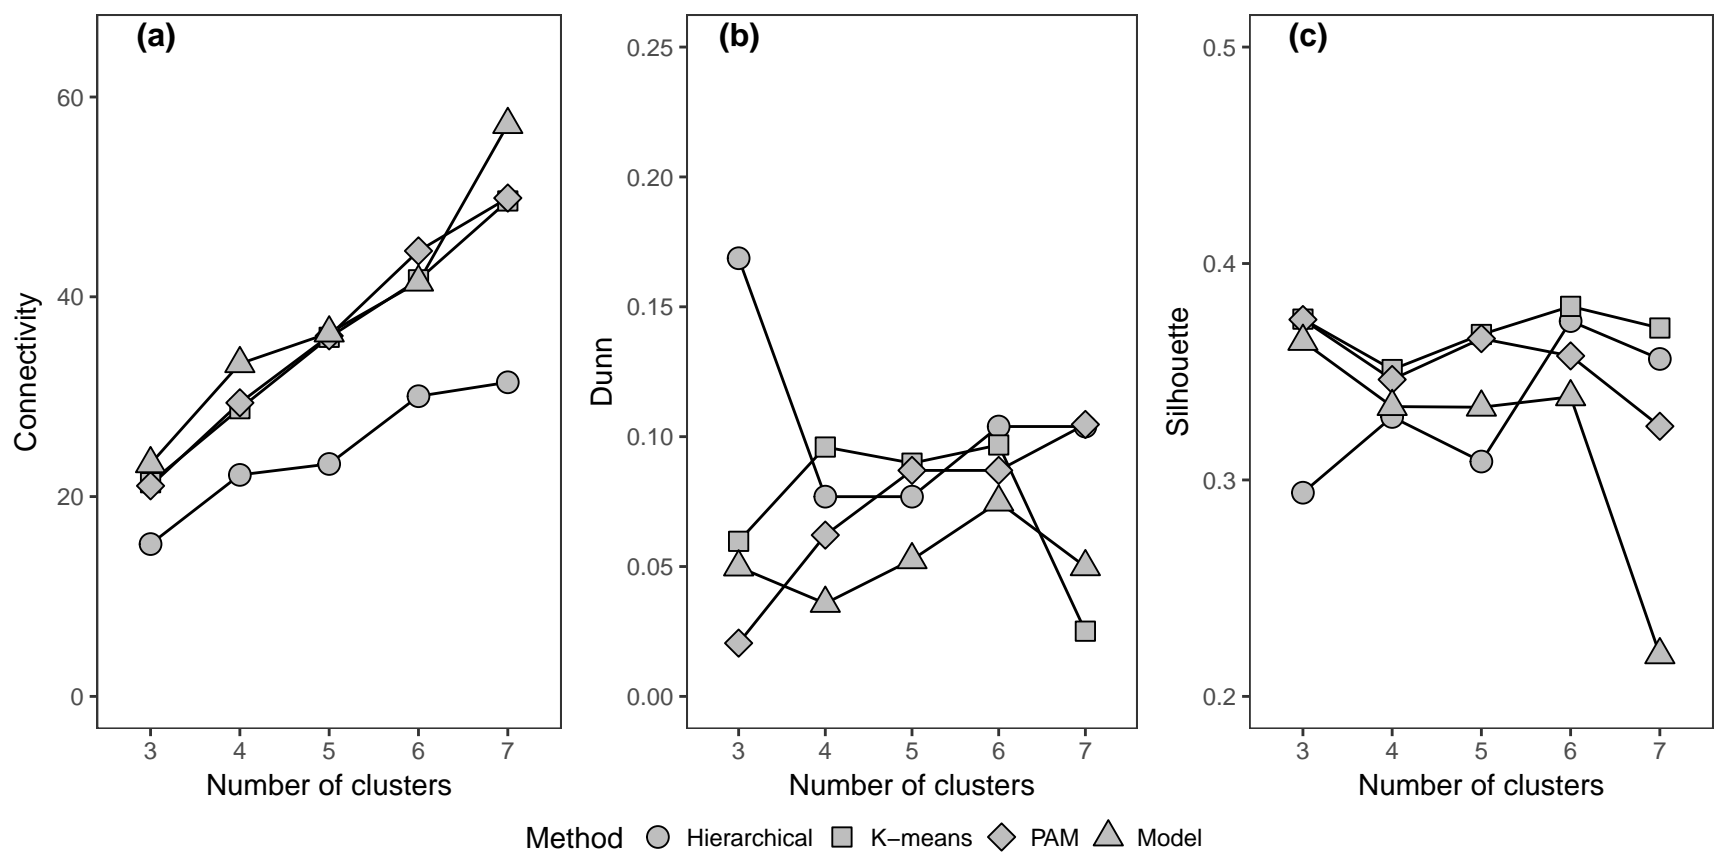 (a)
60
40
20
0
Connectivity
3 4 5 6 7
Number of clusters
(b)
0.25
0.20
0.15
0.10
0.05
0.00
Dunn
3 4 5 6 7
Number of clusters
(c)
0.5
0.4
0.3
0.2
Silhouette
3 4 5 6 7
Number of clusters
Method Hierarchical K−means PAM Model